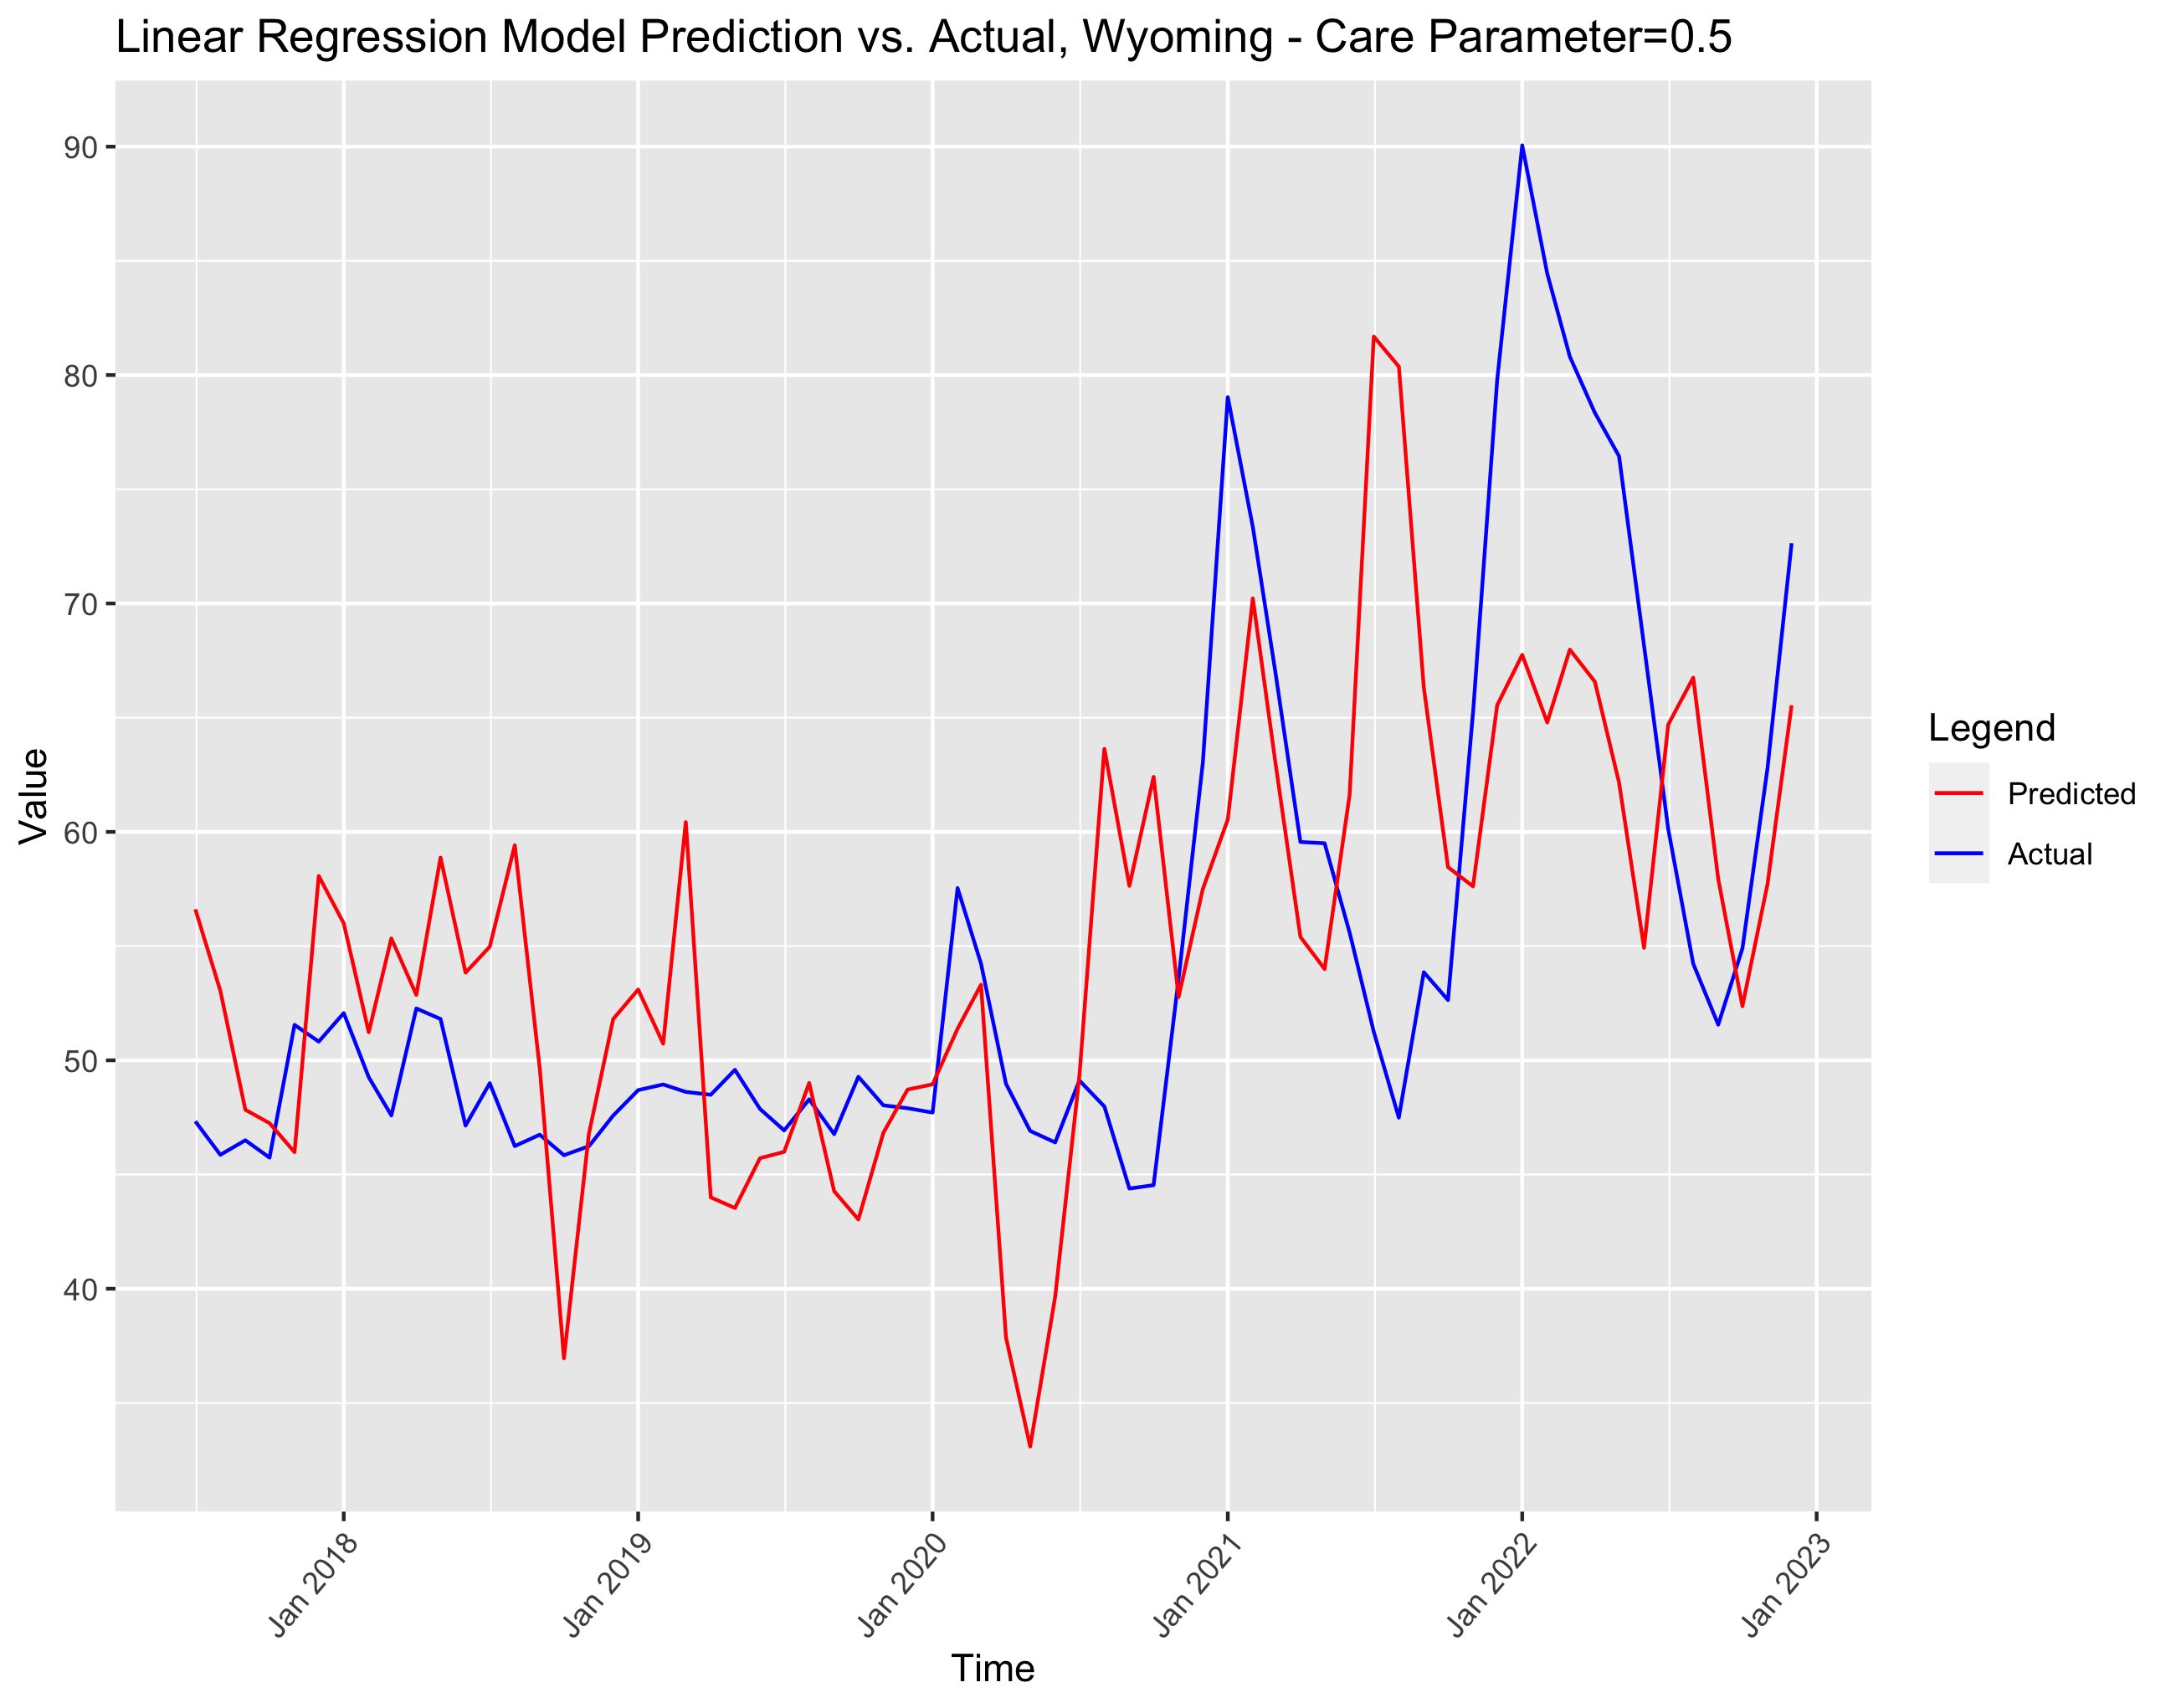 Linear Regression Model Prediction vs. Actual, Wyoming - Care Parameter=0.5
90
80
70
60
50
40
Value
Jan 2018
Jan 2019
Jan 2020
Jan 2021
Jan 2022
Jan 2023
Time
Legend
Predicted
Actual